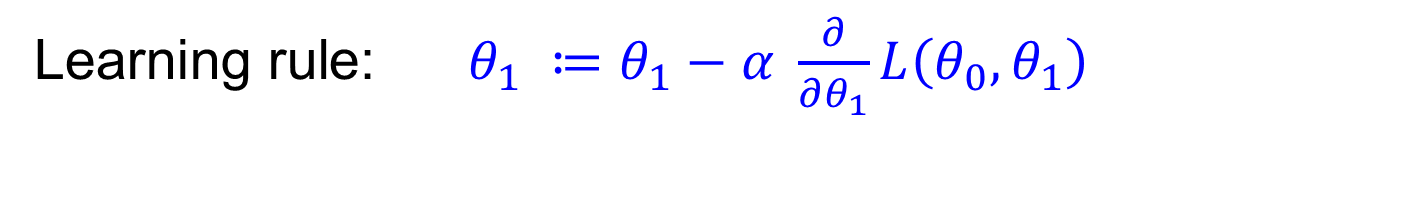 Learning rule: θ₁ := θ₁ − α ∂/∂θ₁ L(θ₀, θ₁)